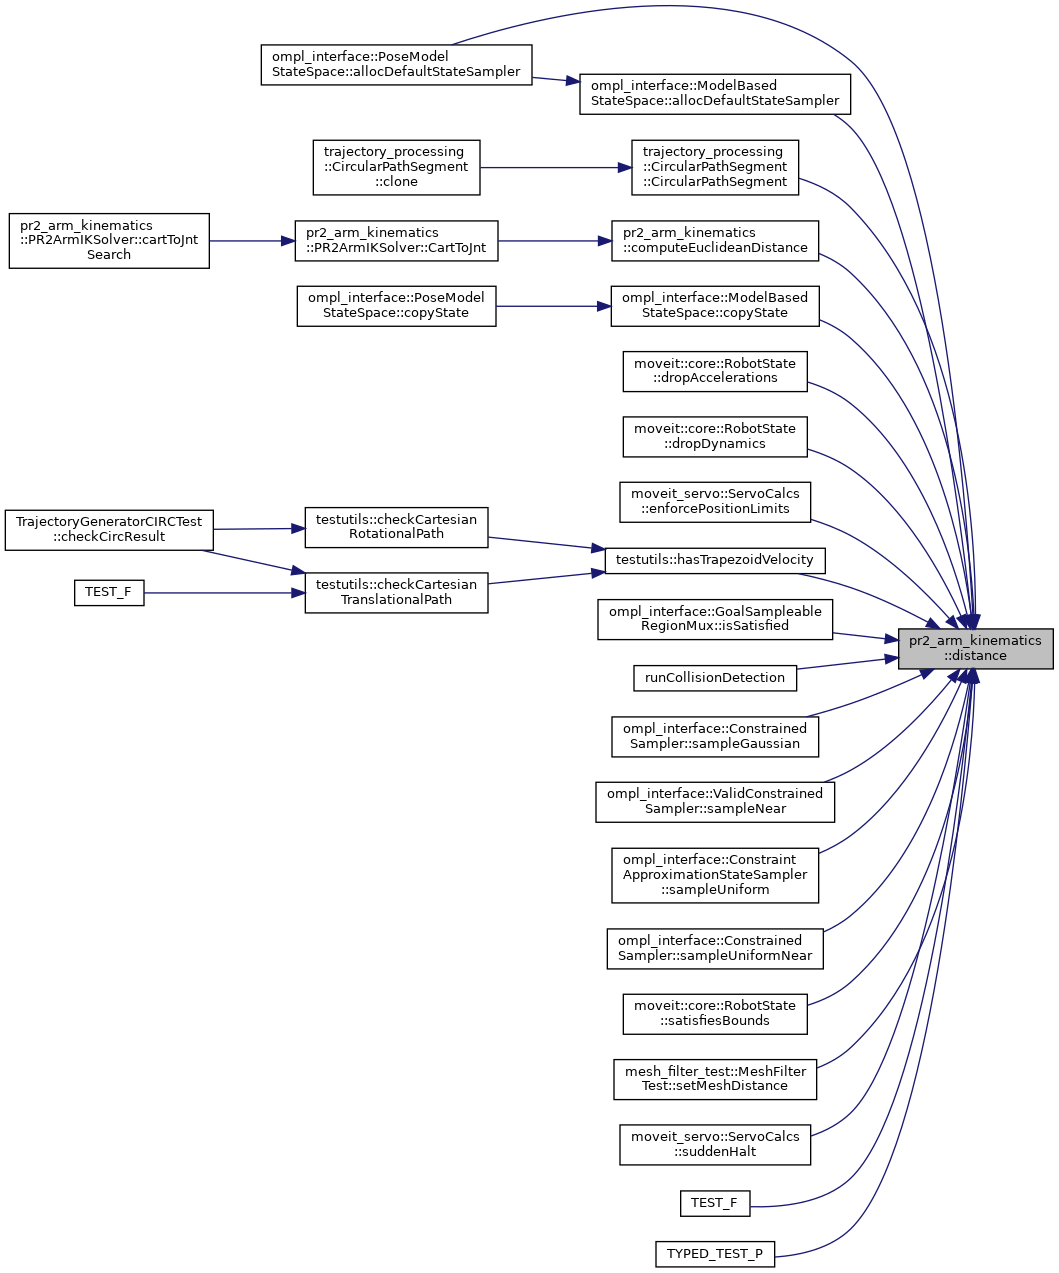 ompl_interface::PoseModel
StateSpace::allocDefaultStateSampler
ompl_interface::ModelBased
StateSpace::allocDefaultStateSampler
trajectory_processing
::CircularPathSegment
::clone
trajectory_processing
::CircularPathSegment
::CircularPathSegment
pr2_arm_kinematics
::PR2ArmIKSolver::cartToJnt
Search
pr2_arm_kinematics
::PR2ArmIKSolver::CartToJnt
pr2_arm_kinematics
::computeEuclideanDistance
ompl_interface::PoseModel
StateSpace::copyState
ompl_interface::ModelBased
StateSpace::copyState
moveit::core::RobotState
::dropAccelerations
moveit::core::RobotState
::dropDynamics
moveit_servo::ServoCalcs
::enforcePositionLimits
TrajectoryGeneratorCIRCTest
::checkCircResult
testutils::checkCartesian
RotationalPath
testutils::hasTrapezoidVelocity
TEST_F
testutils::checkCartesian
TranslationalPath
ompl_interface::GoalSampleable
RegionMux::isSatisfied
pr2_arm_kinematics
::distance
runCollisionDetection
ompl_interface::Constrained
Sampler::sampleGaussian
ompl_interface::ValidConstrained
Sampler::sampleNear
ompl_interface::Constraint
ApproximationStateSampler
::sampleUniform
ompl_interface::Constrained
Sampler::sampleUniformNear
moveit::core::RobotState
::satisfiesBounds
mesh_filter_test::MeshFilter
Test::setMeshDistance
moveit_servo::ServoCalcs
::suddenHalt
TEST_F
TYPED_TEST_P